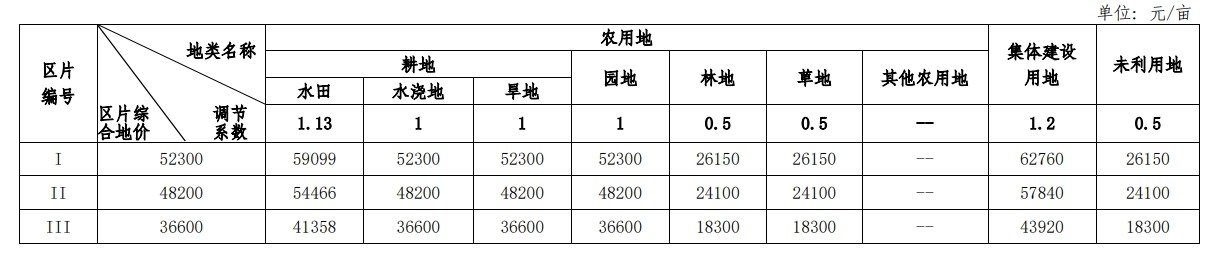 单位：元/亩
区片编号 地类名称 调节系数 区片综合地价 农用地 集体建设用地 未利用地
耕地 园地 林地 草地 其他农用地
水田 水浇地 旱地
1.13 1 1 1 0.5 0.5 -- 1.2 0.5
I 52300 59099 52300 52300 52300 26150 26150 -- 62760 26150
II 48200 54466 48200 48200 48200 24100 24100 -- 57840 24100
III 36600 41358 36600 36600 36600 18300 18300 -- 43920 18300